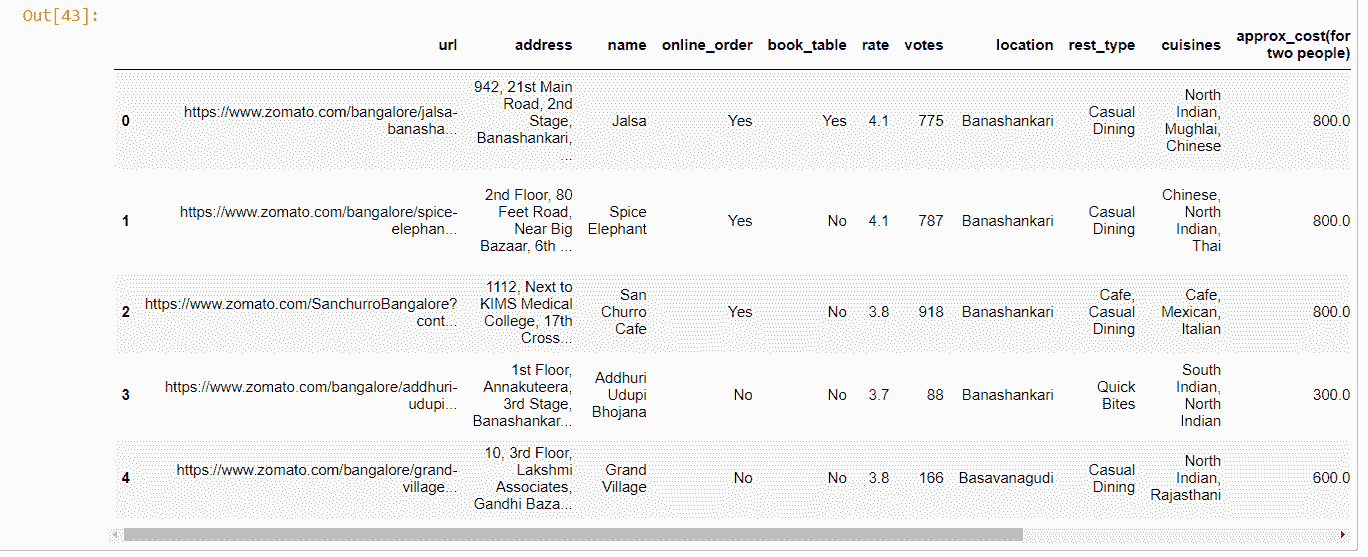 Out[43]:
url address name online_order book_table rate votes location rest_type cuisines approx_cost(for two people)
0 https://www.zomato.com/bangalore/jalsa-banasha... 942, 21st Main Road, 2nd Stage, Banashankari, ... Jalsa Yes Yes 4.1 775 Banashankari Casual Dining North Indian, Mughlai, Chinese 800.0
1 https://www.zomato.com/bangalore/spice-elephan... 2nd Floor, 80 Feet Road, Near Big Bazaar, 6th ... Spice Elephant Yes No 4.1 787 Banashankari Casual Dining Chinese, North Indian, Thai 800.0
2 https://www.zomato.com/SanchurroBangalore?cont... 1112, Next to KIMS Medical College, 17th Cross... San Churro Cafe Yes No 3.8 918 Banashankari Cafe, Casual Dining Cafe, Mexican, Italian 800.0
3 https://www.zomato.com/bangalore/addhuri-udupi... 1st Floor, Annakuteera, 3rd Stage, Banashankar... Addhuri Udupi Bhojana No No 3.7 88 Banashankari Quick Bites South Indian, North Indian 300.0
4 https://www.zomato.com/bangalore/grand-village... 10, 3rd Floor, Lakshmi Associates, Gandhi Baza... Grand Village No No 3.8 166 Basavanagudi Casual Dining North Indian, Rajasthani 600.0